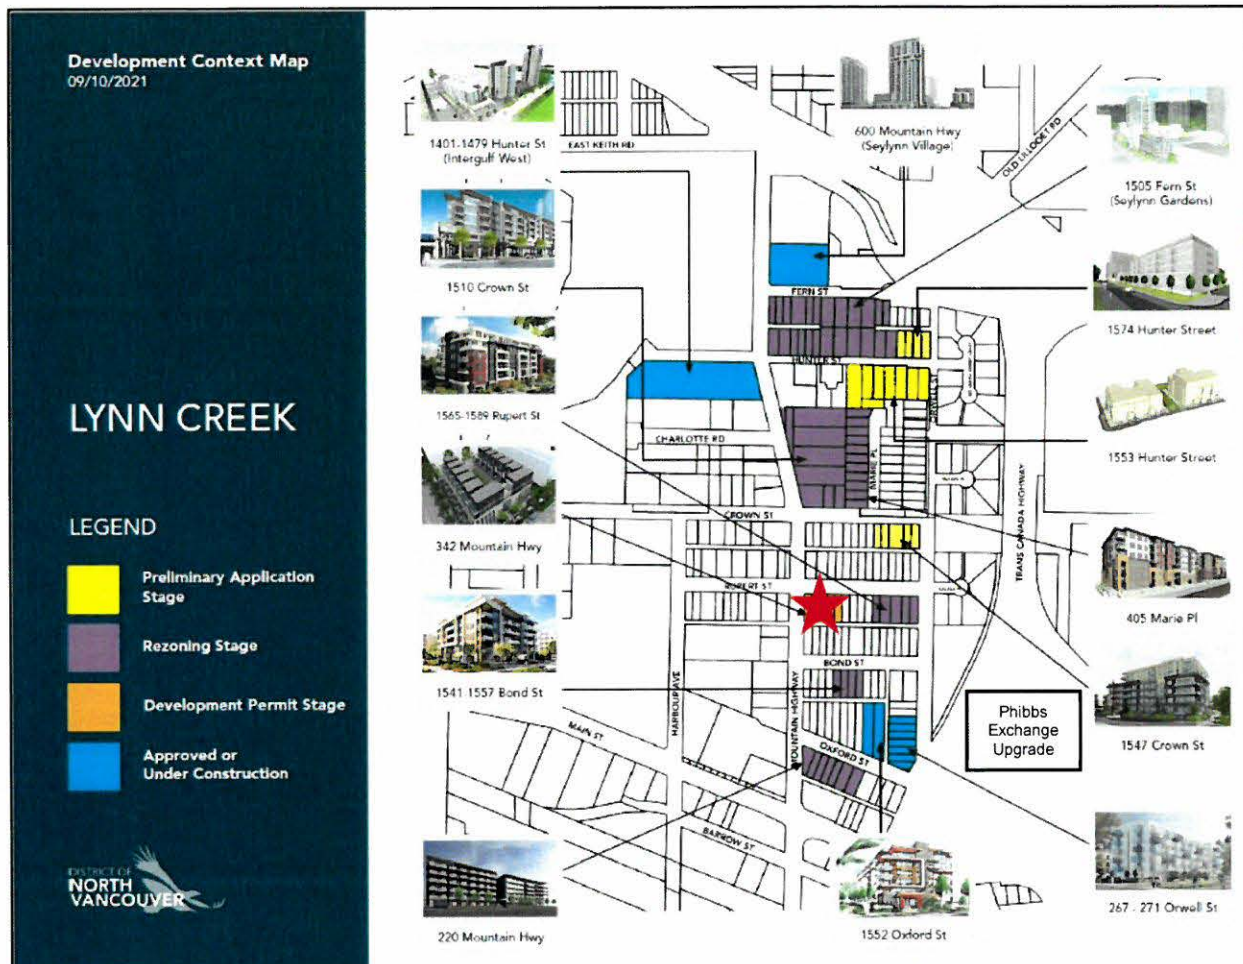 Development Context Map
09/10/2021
LYNN CREEK
LEGEND
Preliminary Application
Stage
Rezoning Stage
Development Permit Stage
Approved or
Under Construction
DISTRICT OF
NORTH
VANCOUVER
1401-1479 Hunter St
(Intergulf West)
1510 Crown St
1565-1589 Rupert St
342 Mountain Hwy
1541-1557 Bond St
220 Mountain Hwy
600 Mountain Hwy
(Seylynn Village)
EAST KEITH RD
OLD LILLOOET RD
FERN ST
HUNTER ST
CHARLOTTE RD
MARIE PL
ORWELL ST
CROWN ST
RUPERT ST
BOND ST
TRANS CANADA HIGHWAY
HARBOUR AVE
MOUNTAIN HIGHWAY
MAIN ST
OXFORD ST
BARROW ST
Phibbs
Exchange
Upgrade
1552 Oxford St
1505 Fern St
(Seylynn Gardens)
1574 Hunter Street
1553 Hunter Street
405 Marie Pl
1547 Crown St
267 - 271 Orwell St